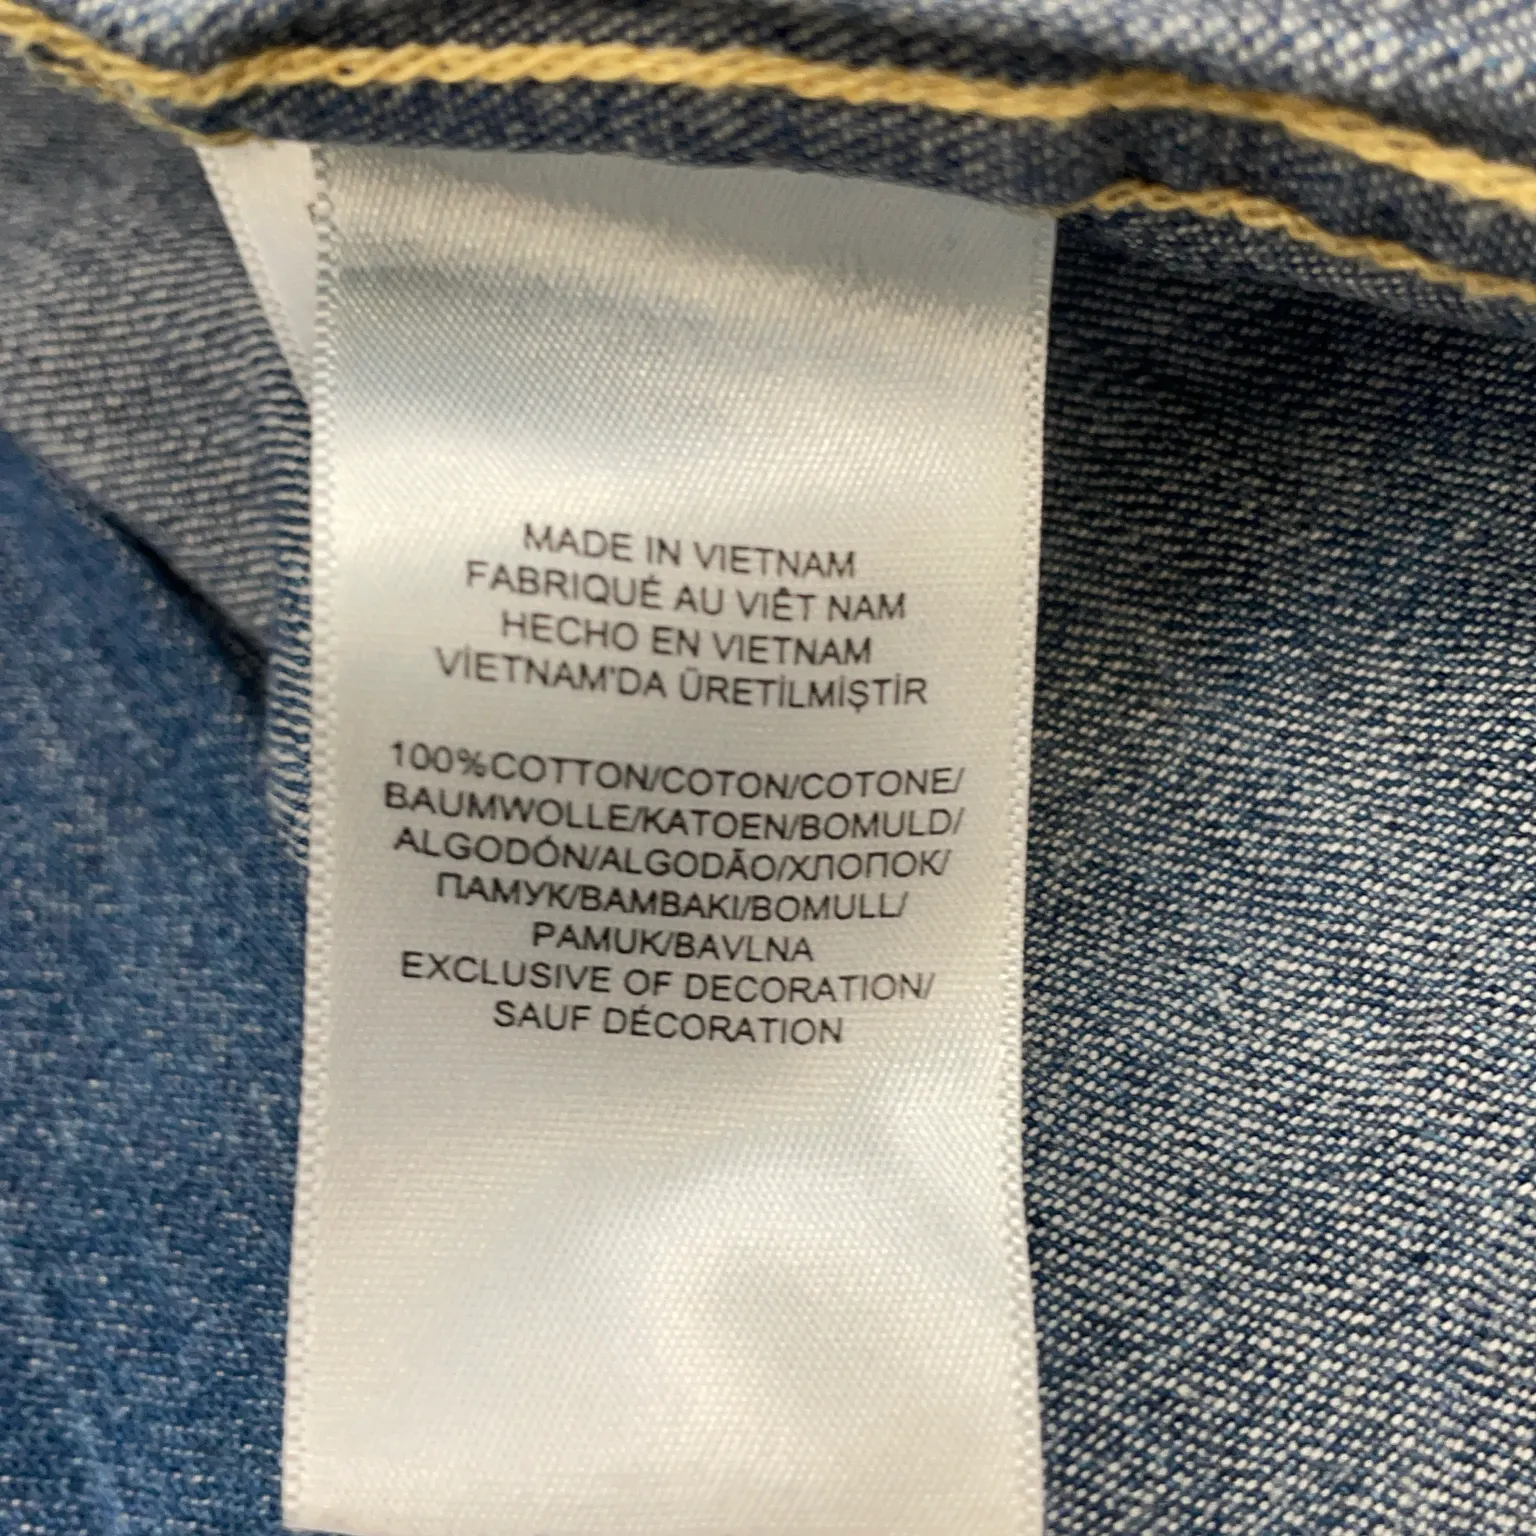 MADE IN VIETNAM
FABRIQUÉ AU VIÊT NAM
HECHO EN VIETNAM
VİETNAM'DA ÜRETİLMİŞTİR
100%COTTON/COTON/COTONE/
BAUMWOLLE/KATOEN/BOMULD/
ALGODÓN/ALGODÃO/ХЛОПОК/
ПАМУК/BAMBAKI/BOMULL/
PAMUK/BAVLNA
EXCLUSIVE OF DECORATION/
SAUF DÉCORATION